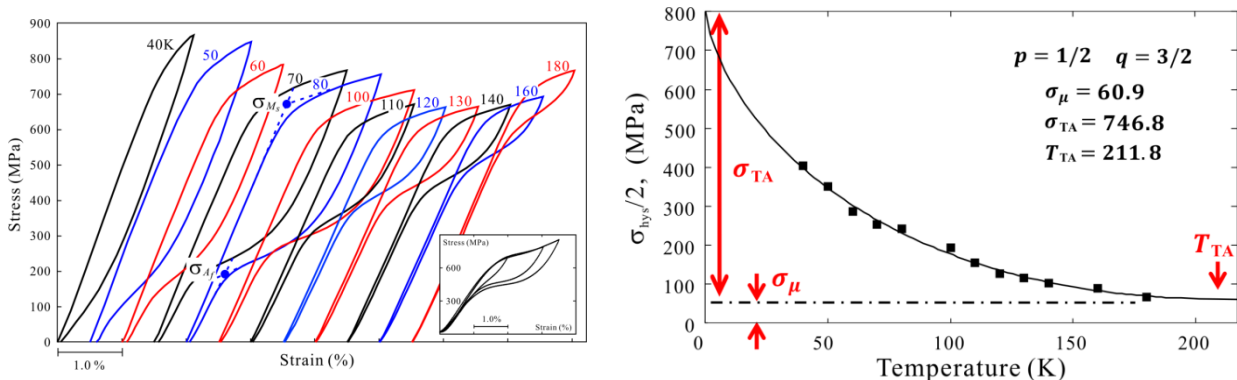 900
800
700
600
500
400
300
200
100
0
Stress (MPa)
40K
50
60
70
80
100
110
120
130
140
160
180
σMs
σAf
Stress (MPa)
600
300
1.0%
Strain (%)
1.0 %
Strain (%)
800
700
600
500
400
300
200
100
0
σhys/2, (MPa)
p = 1/2 q = 3/2
σμ = 60.9
σTA = 746.8
TTA = 211.8
σTA
σμ
TTA
0 50 100 150 200
Temperature (K)